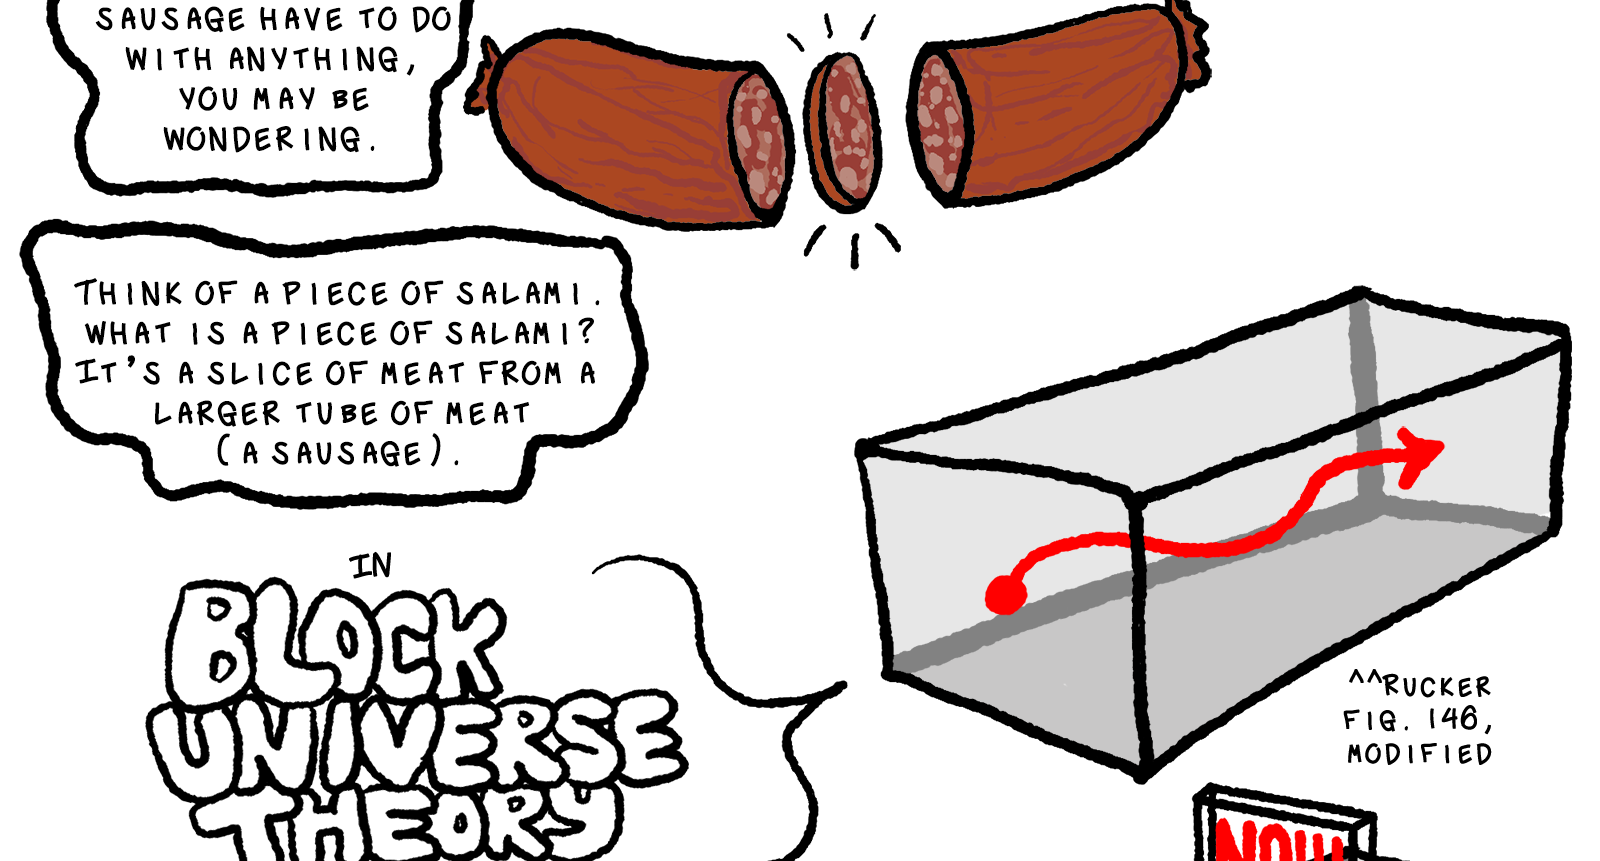 SAUSAGE HAVE TO DO
WITH ANYTHING,
YOU MAY BE
WONDERING.
THINK OF A PIECE OF SALAMI.
WHAT IS A PIECE OF SALAMI?
IT'S A SLICE OF MEAT FROM A
LARGER TUBE OF MEAT
(A SAUSAGE).
IN
BLOCK
UNIVERSE
THEORY
^^RUCKER
FIG. 146,
MODIFIED
NOW